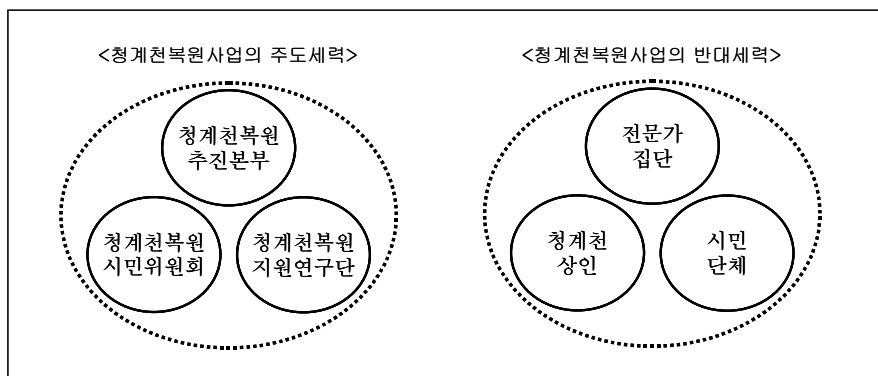 <청계천복원사업의 주도세력>
청계천복원
추진본부
청계천복원
시민위원회
청계천복원
지원연구단
<청계천복원사업의 반대세력>
전문가
집단
청계천
상인
시민
단체